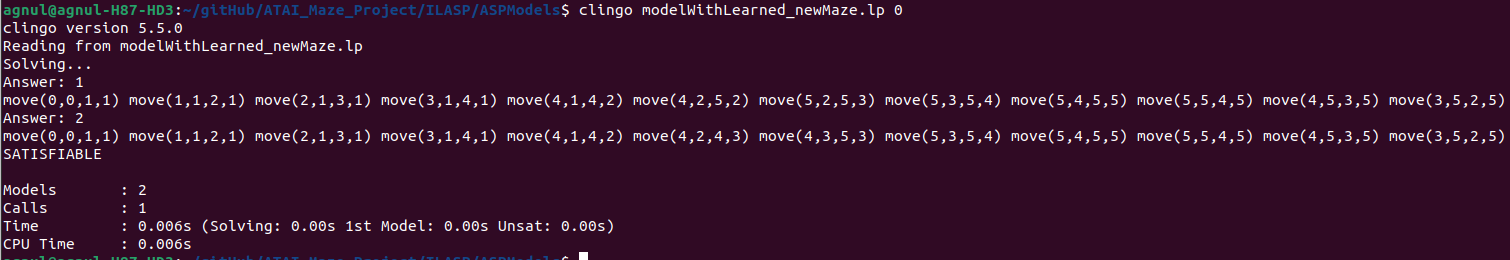 agnul@agnul-H87-HD3:~/gitHub/ATAI_Maze_Project/ILASP/ASPModels$ clingo modelWithLearned_newMaze.lp 0
clingo version 5.5.0
Reading from modelWithLearned_newMaze.lp
Solving...
Answer: 1
move(0,0,1,1) move(1,1,2,1) move(2,1,3,1) move(3,1,4,1) move(4,1,4,2) move(4,2,5,2) move(5,2,5,3) move(5,3,5,4) move(5,4,5,5) move(5,5,4,5) move(4,5,3,5) move(3,5,2,5)
Answer: 2
move(0,0,1,1) move(1,1,2,1) move(2,1,3,1) move(3,1,4,1) move(4,1,4,2) move(4,2,4,3) move(4,3,5,3) move(5,3,5,4) move(5,4,5,5) move(5,5,4,5) move(4,5,3,5) move(3,5,2,5)
SATISFIABLE
Models : 2
Calls : 1
Time : 0.006s (Solving: 0.00s 1st Model: 0.00s Unsat: 0.00s)
CPU Time : 0.006s
agnul@agnul-H87-HD3:~/gitHub/ATAI_Maze_Project/ILASP/ASPModels$